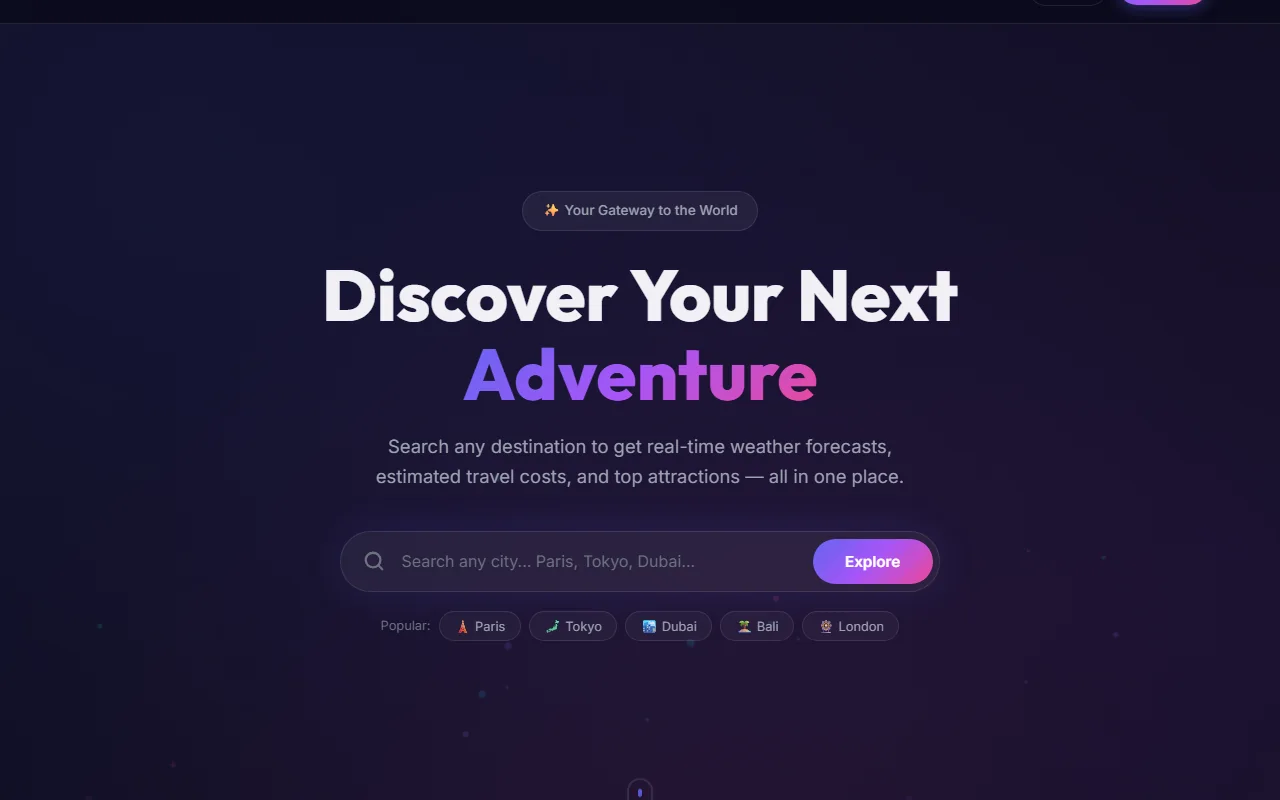 ✨ Your Gateway to the World
Discover Your Next
Adventure
Search any destination to get real-time weather forecasts,
estimated travel costs, and top attractions — all in one place.
Search any city... Paris, Tokyo, Dubai...
Explore
Popular:
🗼 Paris
🗾 Tokyo
🏙️ Dubai
🏝️ Bali
🎡 London